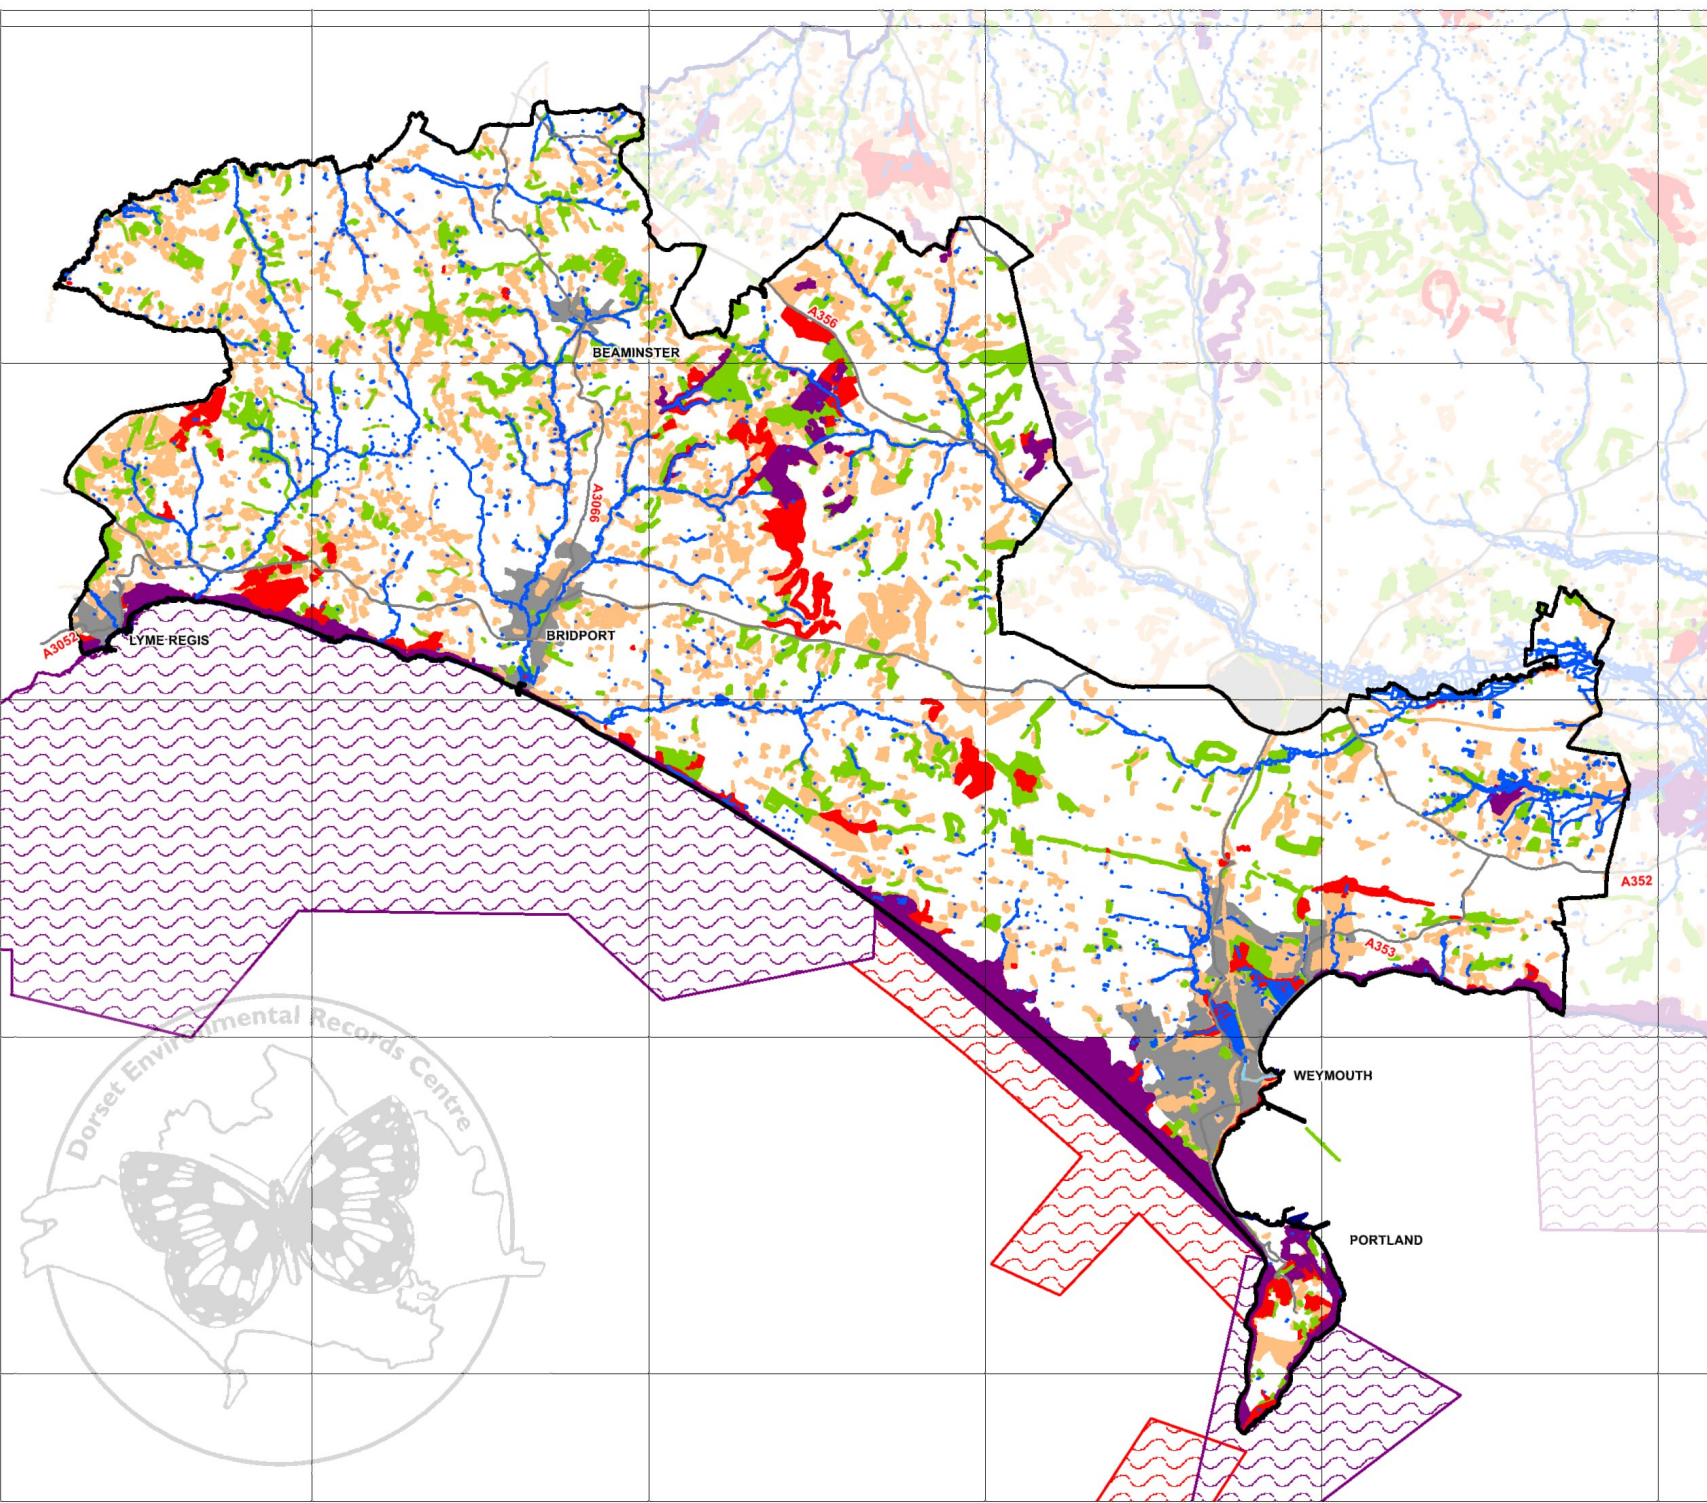 A356
BEAMINSTER
A3066
BRIDPORT
LYME REGIS
A3052
A352
A353
WEYMOUTH
PORTLAND
Dorset Environmental Records Centre